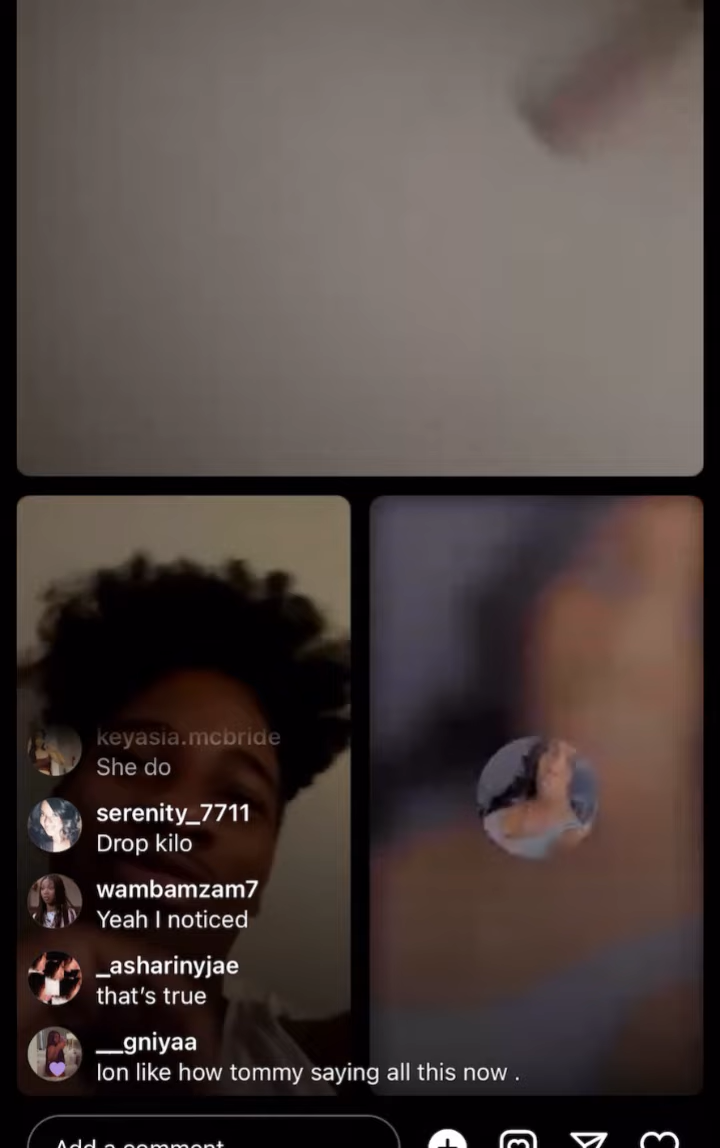 keyasia.mcbride
She do
serenity_7711
Drop kilo
wambamzam7
Yeah I noticed
_asharinyjae
that's true
__gniyaa
Ion like how tommy saying all this now .
Add a comment